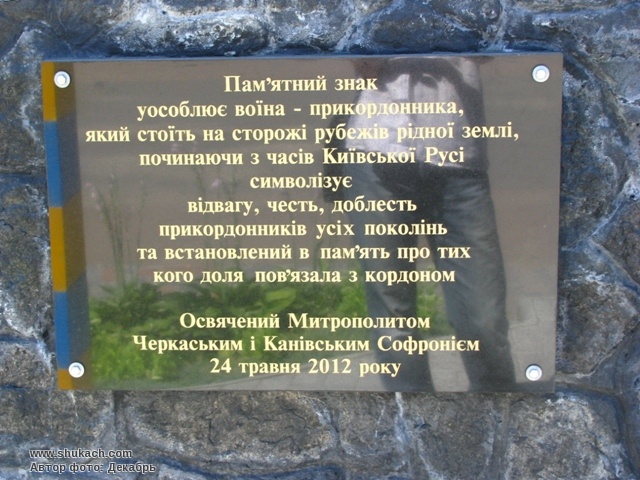 Пам'ятний знак
уособлює воїна - прикордонника,
який стоїть на сторожі рубежів рідної землі,
починаючи з часів Київської Русі
символізує
відвагу, честь, доблесть
прикордонників усіх поколінь
та встановлений в пам'ять про тих
кого доля пов'язала з кордоном
Освячений Митрополитом
Черкаським і Канівським Софронієм
24 травня 2012 року
www.shukach.com
Автор фото: Декабрь